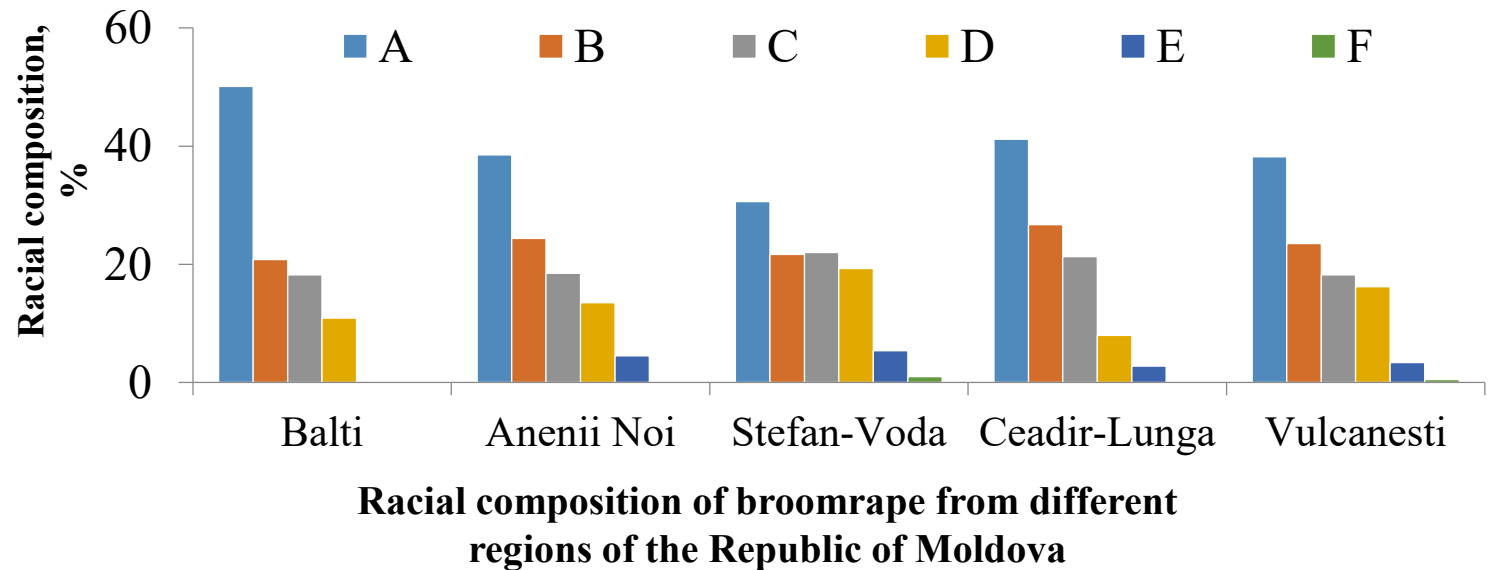 Racial composition,
%
60
40
20
0
A B C D E F
Balti Anenii Noi Stefan-Voda Ceadir-Lunga Vulcanesti
Racial composition of broomrape from different
regions of the Republic of Moldova